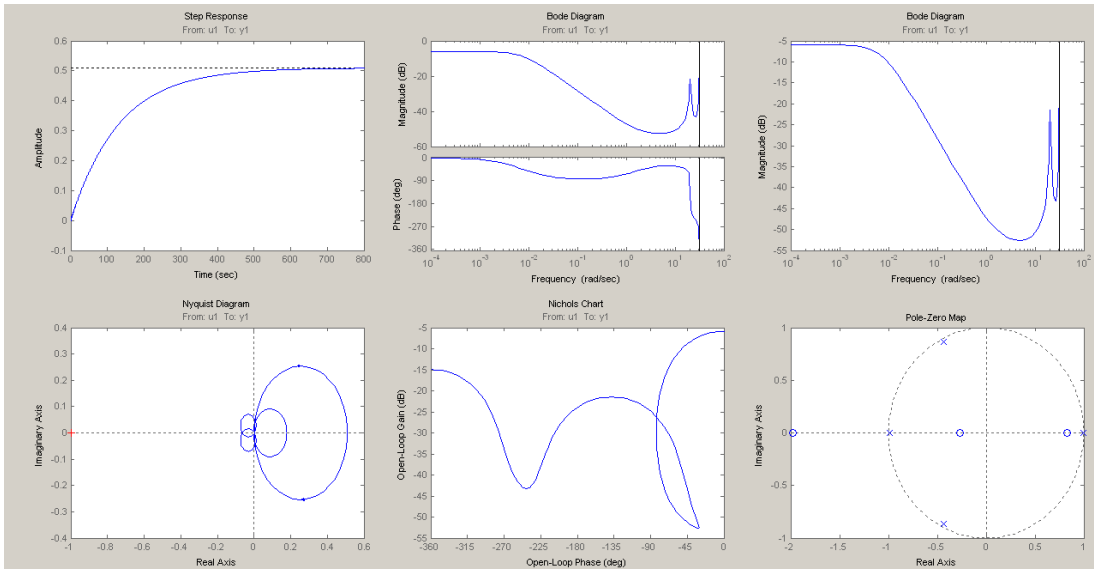 Step Response
From: u1 To: y1
0.6
0.5
0.4
0.3
0.2
0.1
0
-0.1
Amplitude
0 100 200 300 400 500 600 700 800
Time (sec)
Bode Diagram
From: u1 To: y1
0
-20
-40
-60
Magnitude (dB)
0
-90
-180
-270
-360
Phase (deg)
10^-4 10^-3 10^-2 10^-1 10^0 10^1 10^2
Frequency (rad/sec)
Bode Diagram
From: u1 To: y1
-5
-10
-15
-20
-25
-30
-35
-40
-45
-50
-55
Magnitude (dB)
10^-4 10^-3 10^-2 10^-1 10^0 10^1 10^2
Frequency (rad/sec)
Nyquist Diagram
From: u1 To: y1
0.4
0.3
0.2
0.1
0
-0.1
-0.2
-0.3
-0.4
Imaginary Axis
-1 -0.8 -0.6 -0.4 -0.2 0 0.2 0.4 0.6
Real Axis
Nichols Chart
From: u1 To: y1
-5
-10
-15
-20
-25
-30
-35
-40
-45
-50
-55
Open-Loop Gain (dB)
-360 -315 -270 -225 -180 -135 -90 -45 0
Open-Loop Phase (deg)
Pole-Zero Map
1
0.5
0
-0.5
-1
Imaginary Axis
-2 -1.5 -1 -0.5 0 0.5 1
Real Axis